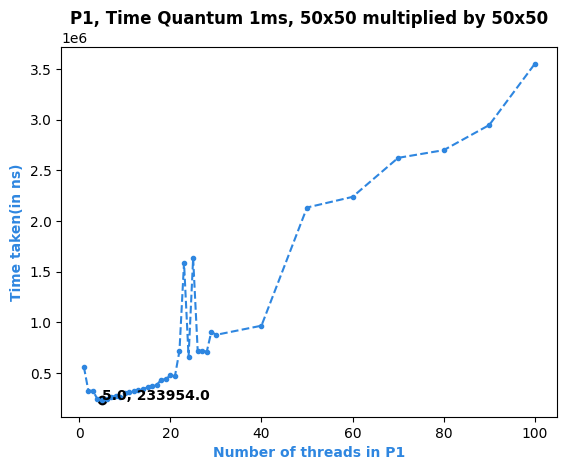 P1, Time Quantum 1ms, 50x50 multiplied by 50x50
1e6
3.5
3.0
2.5
2.0
1.5
1.0
0.5
Time taken(in ns)
5.0, 233954.0
0 20 40 60 80 100
Number of threads in P1